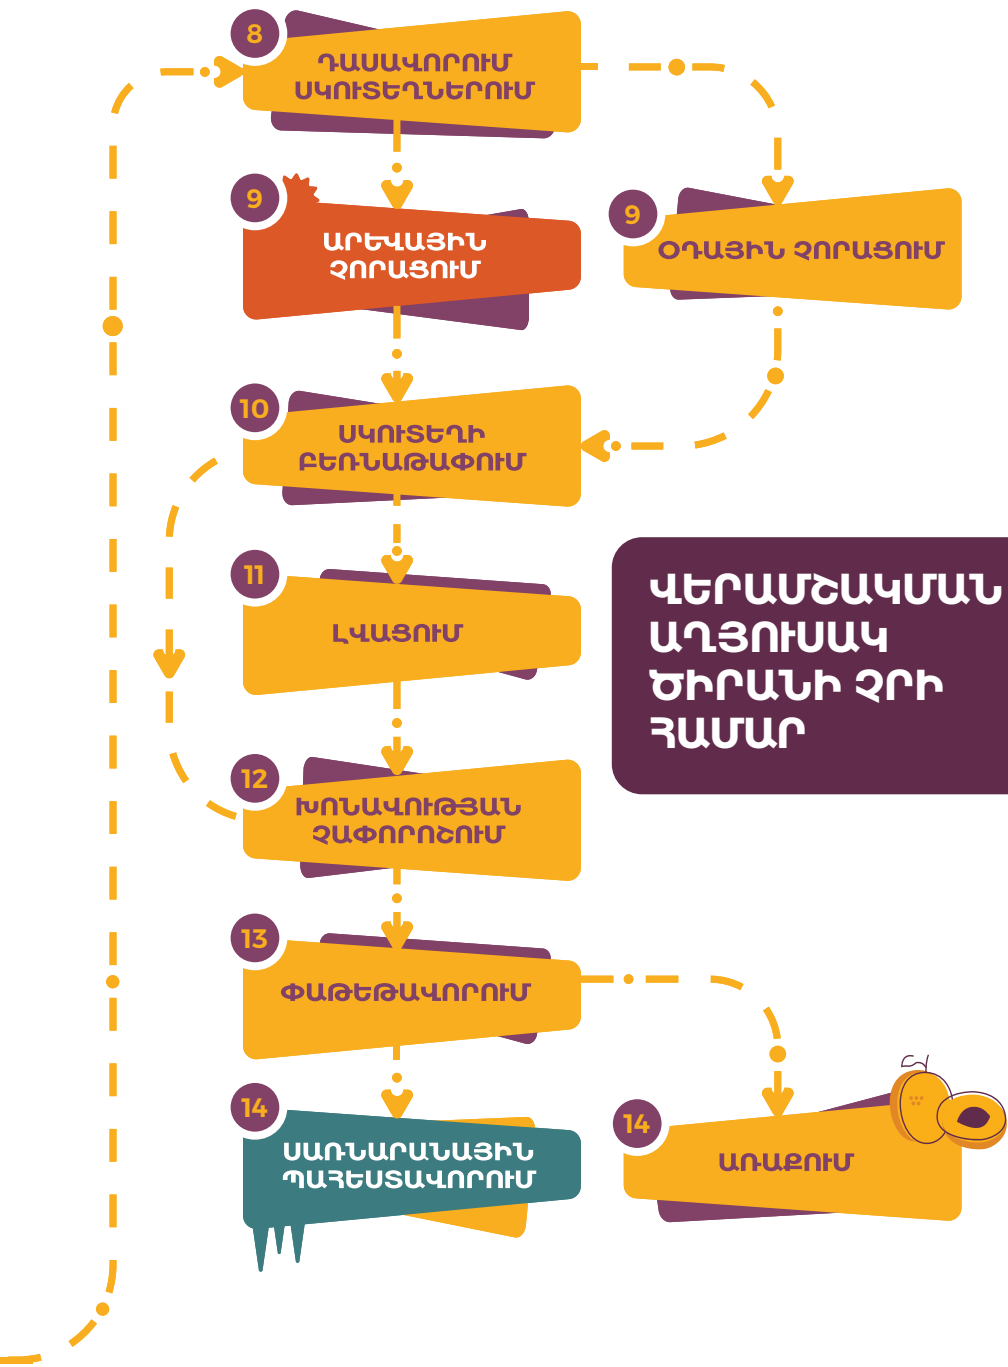 8
ԴԱՍԱՎՈՐՈՒՄ
ՍԿՈՒՏԵՂՆԵՐՈՒՄ
9
ԱՐԵՎԱՅԻՆ
ՉՈՐԱՑՈՒՄ
9
ՕԴԱՅԻՆ ՉՈՐԱՑՈՒՄ
10
ՍԿՈՒՏԵՂԻ
ԲԵՌՆԱԹԱՓՈՒՄ
11
ԼՎԱՑՈՒՄ
ՎԵՐԱՄՇԱԿՄԱՆ
ԱՂՅՈՒՍԱԿ
ԾԻՐԱՆԻ ՉՐԻ
ՀԱՄԱՐ
12
ԽՈՆԱՎՈՒԹՅԱՆ
ՉԱՓՈՐՈՇՈՒՄ
13
ՓԱԹԵԹԱՎՈՐՈՒՄ
14
ՍԱՌՆԱՐԱՆԱՅԻՆ
ՊԱՀԵՍՏԱՎՈՐՈՒՄ
14
ԱՌԱՔՈՒՄ